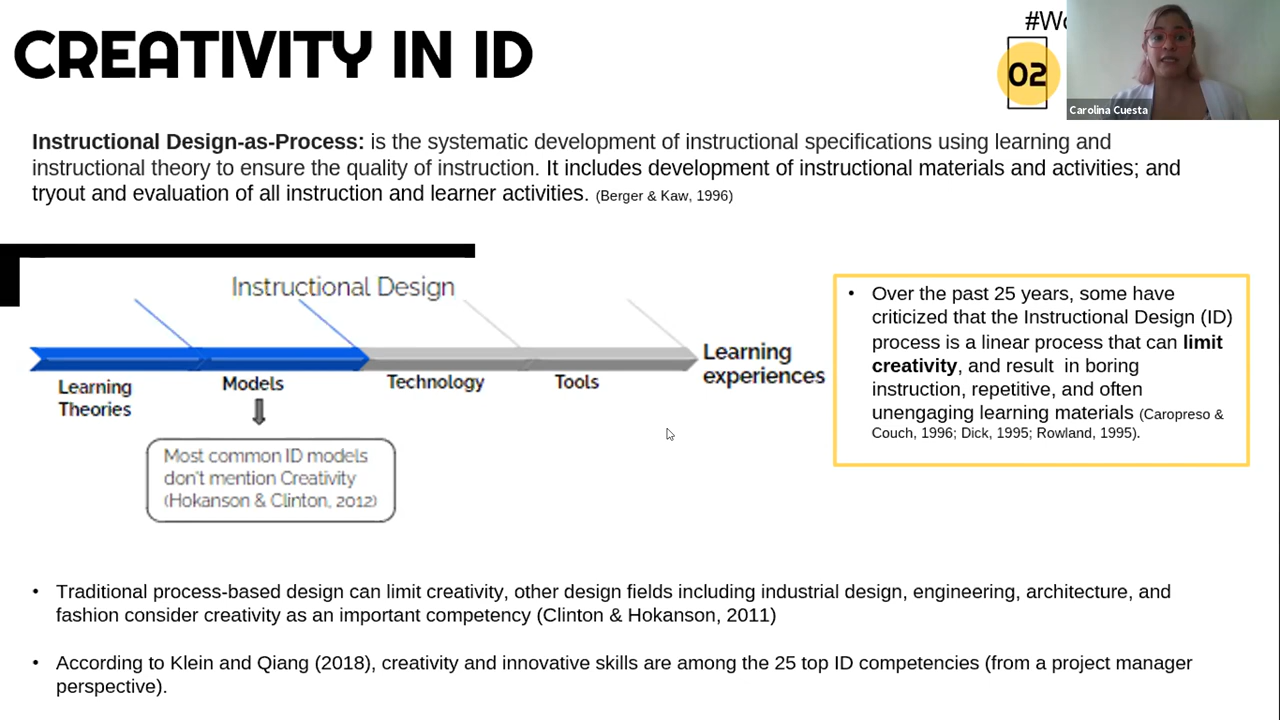 CREATIVITY IN ID
02
Carolina Cuesta
Instructional Design-as-Process: is the systematic development of instructional specifications using learning and
instructional theory to ensure the quality of instruction. It includes development of instructional materials and activities; and
tryout and evaluation of all instruction and learner activities. (Berger & Kaw, 1996)
Instructional Design
Learning
Theories
Models
Technology
Tools
Learning
experiences
Most common ID models
don't mention Creativity
(Hokanson & Clinton, 2012)
• Over the past 25 years, some have
criticized that the Instructional Design (ID)
process is a linear process that can limit
creativity, and result in boring
instruction, repetitive, and often
unengaging learning materials (Caropreso &
Couch, 1996; Dick, 1995; Rowland, 1995).
• Traditional process-based design can limit creativity, other design fields including industrial design, engineering, architecture, and
fashion consider creativity as an important competency (Clinton & Hokanson, 2011)
• According to Klein and Qiang (2018), creativity and innovative skills are among the 25 top ID competencies (from a project manager
perspective).